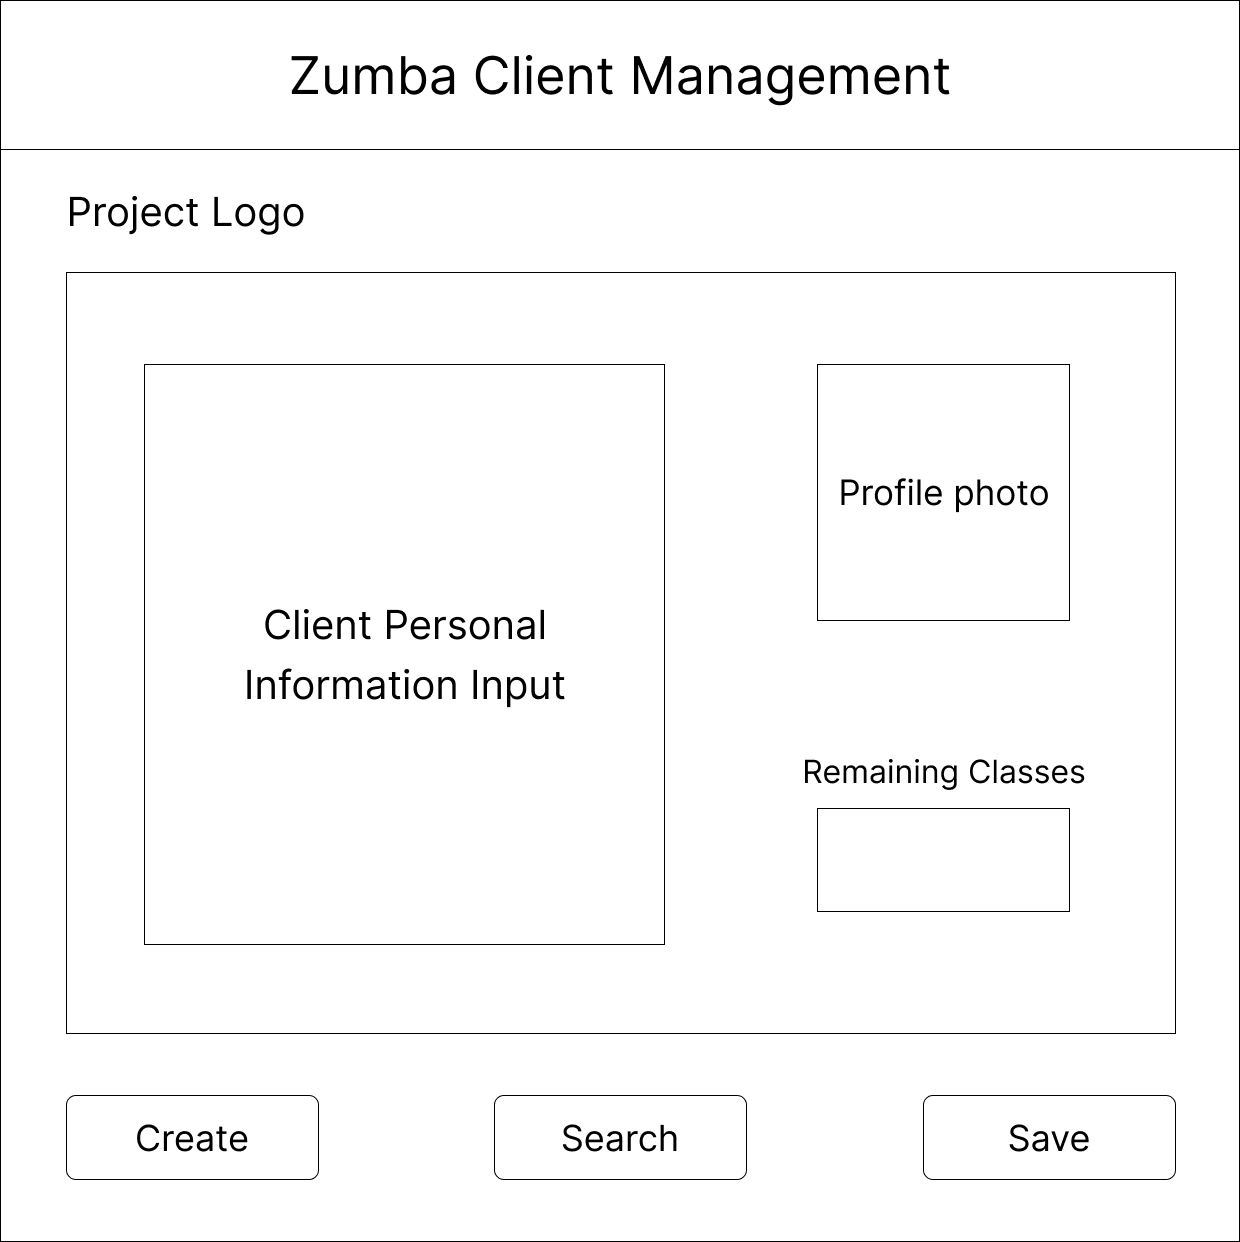 Zumba Client Management
Project Logo
Profile photo
Client Personal
Information Input
Remaining Classes
Create
Search
Save